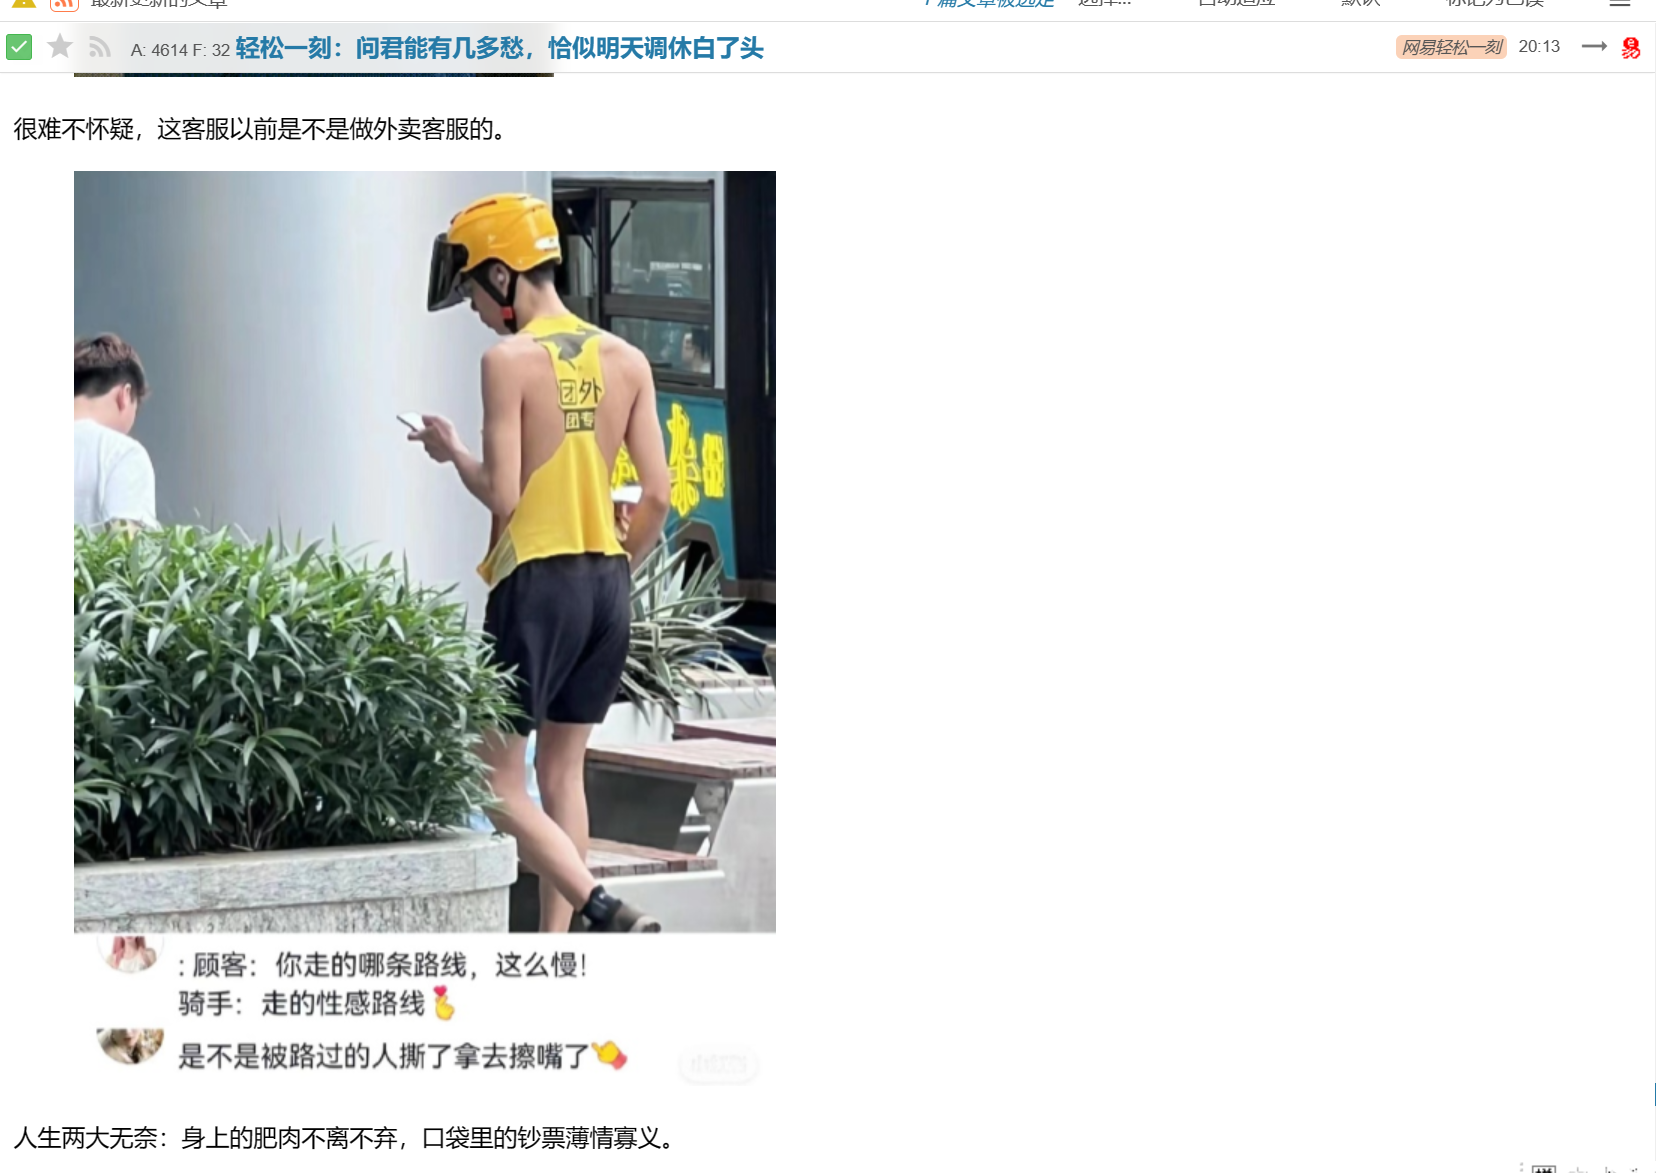 A: 4614 F: 32 轻松一刻：问君能有几多愁，恰似明天调休白了头 网易轻松一刻 20:13
很难不怀疑，这客服以前是不是做外卖客服的。
团外
团专
: 顾客：你走的哪条路线，这么慢！
骑手：走的性感路线
是不是被路过的人撕了拿去擦嘴了
人生两大无奈：身上的肥肉不离不弃，口袋里的钞票薄情寡义。